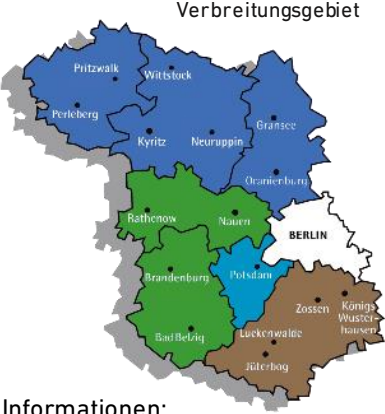 Verbreitungsgebiet
Pritzwalk
Wittstock
Perleberg
Kyritz
Neuruppin
Gransee
Oranienburg
Rathenow
Nauen
BERLIN
Brandenburg
Potsdam
Bad Belzig
Zossen
Königs
Wuster-
hausen
Luckenwalde
Jüterbog
Informationen: